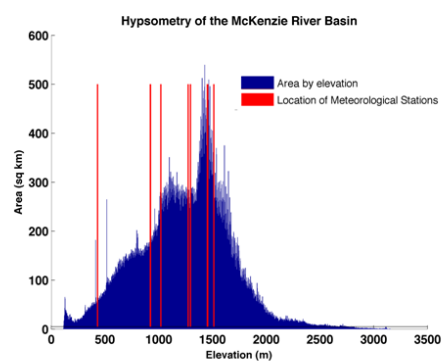 Hypsometry of the McKenzie River Basin
600
500
400
300
200
100
0
Area (sq km)
Area by elevation
Location of Meteorological Stations
0 500 1000 1500 2000 2500 3000 3500
Elevation (m)